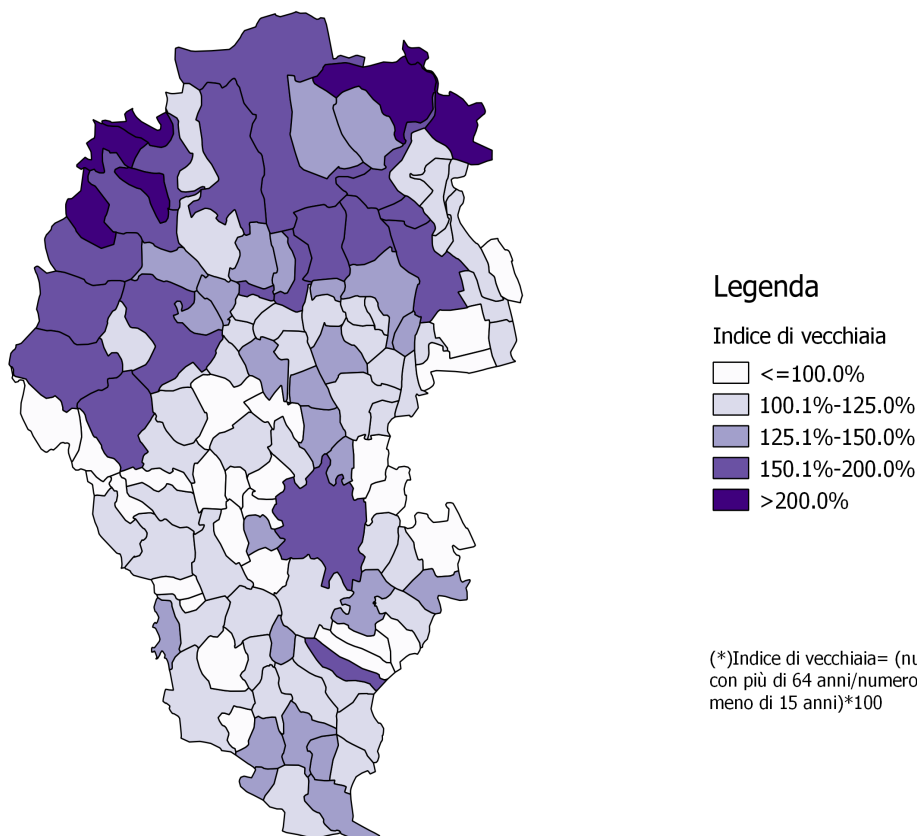 Legenda
Indice di vecchiaia
<=100.0%
100.1%-125.0%
125.1%-150.0%
150.1%-200.0%
>200.0%
(*)Indice di vecchiaia= (nu
con più di 64 anni/numero
meno di 15 anni)*100